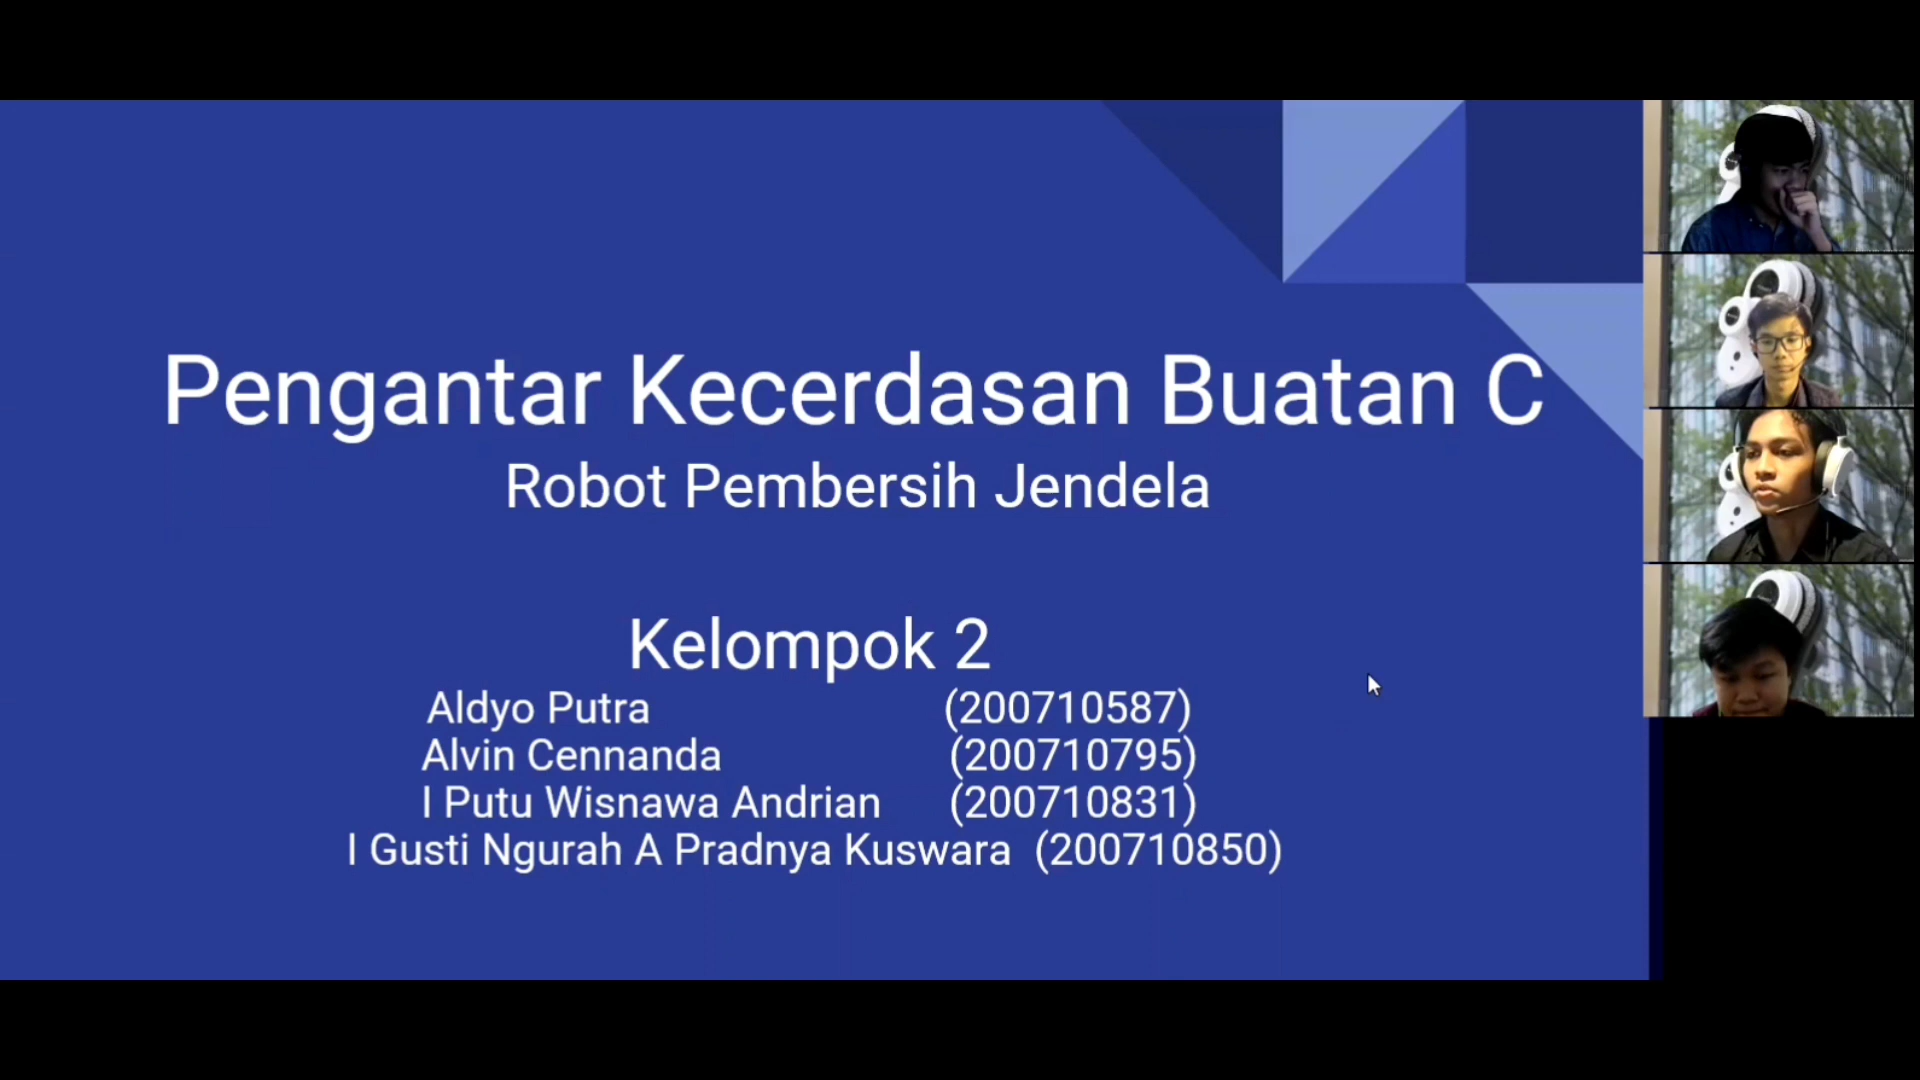 Pengantar Kecerdasan Buatan C
Robot Pembersih Jendela
Kelompok 2
Aldyo Putra (200710587)
Alvin Cennanda (200710795)
I Putu Wisnawa Andrian (200710831)
I Gusti Ngurah A Pradnya Kuswara (200710850)